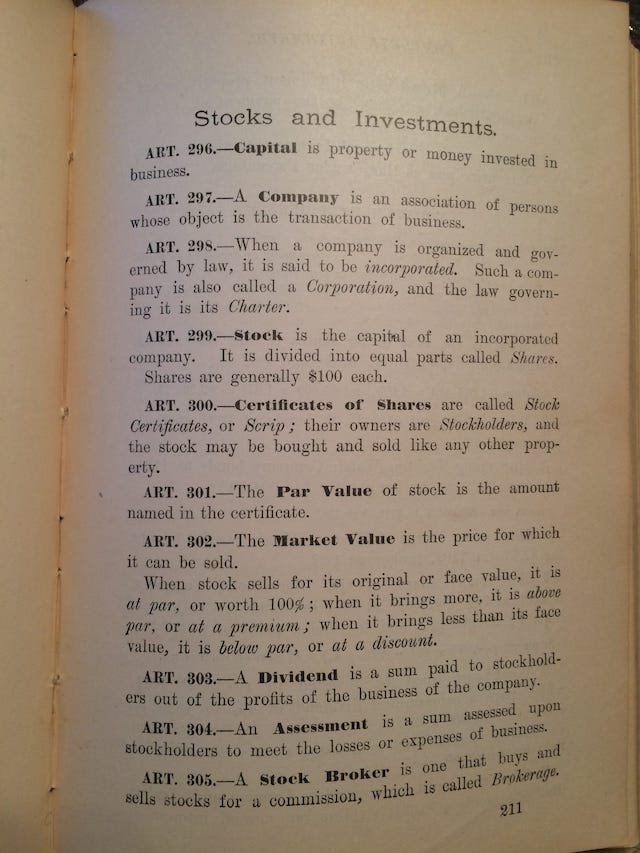 Stocks and Investments.
ART. 296.—Capital is property or money invested in
business.
ART. 297.—A Company is an association of persons
whose object is the transaction of business.
ART. 298.—When a company is organized and gov-
erned by law, it is said to be incorporated. Such a com-
pany is also called a Corporation, and the law govern-
ing it is its Charter.
ART. 299.—Stock is the capital of an incorporated
company. It is divided into equal parts called Shares.
Shares are generally $100 each.
ART. 300.—Certificates of Shares are called Stock
Certificates, or Scrip; their owners are Stockholders, and
the stock may be bought and sold like any other prop-
erty.
ART. 301.—The Par Value of stock is the amount
named in the certificate.
ART. 302.—The Market Value is the price for which
it can be sold.
When stock sells for its original or face value, it is
at par, or worth 100%; when it brings more, it is above
par, or at a premium; when it brings less than its face
value, it is below par, or at a discount.
ART. 303.—A Dividend is a sum paid to stockhold-
ers out of the profits of the business of the company.
ART. 304.—An Assessment is a sum assessed upon
stockholders to meet the losses or expenses of business.
ART. 305.—A Stock Broker is one that buys and
sells stocks for a commission, which is called Brokerage.
211